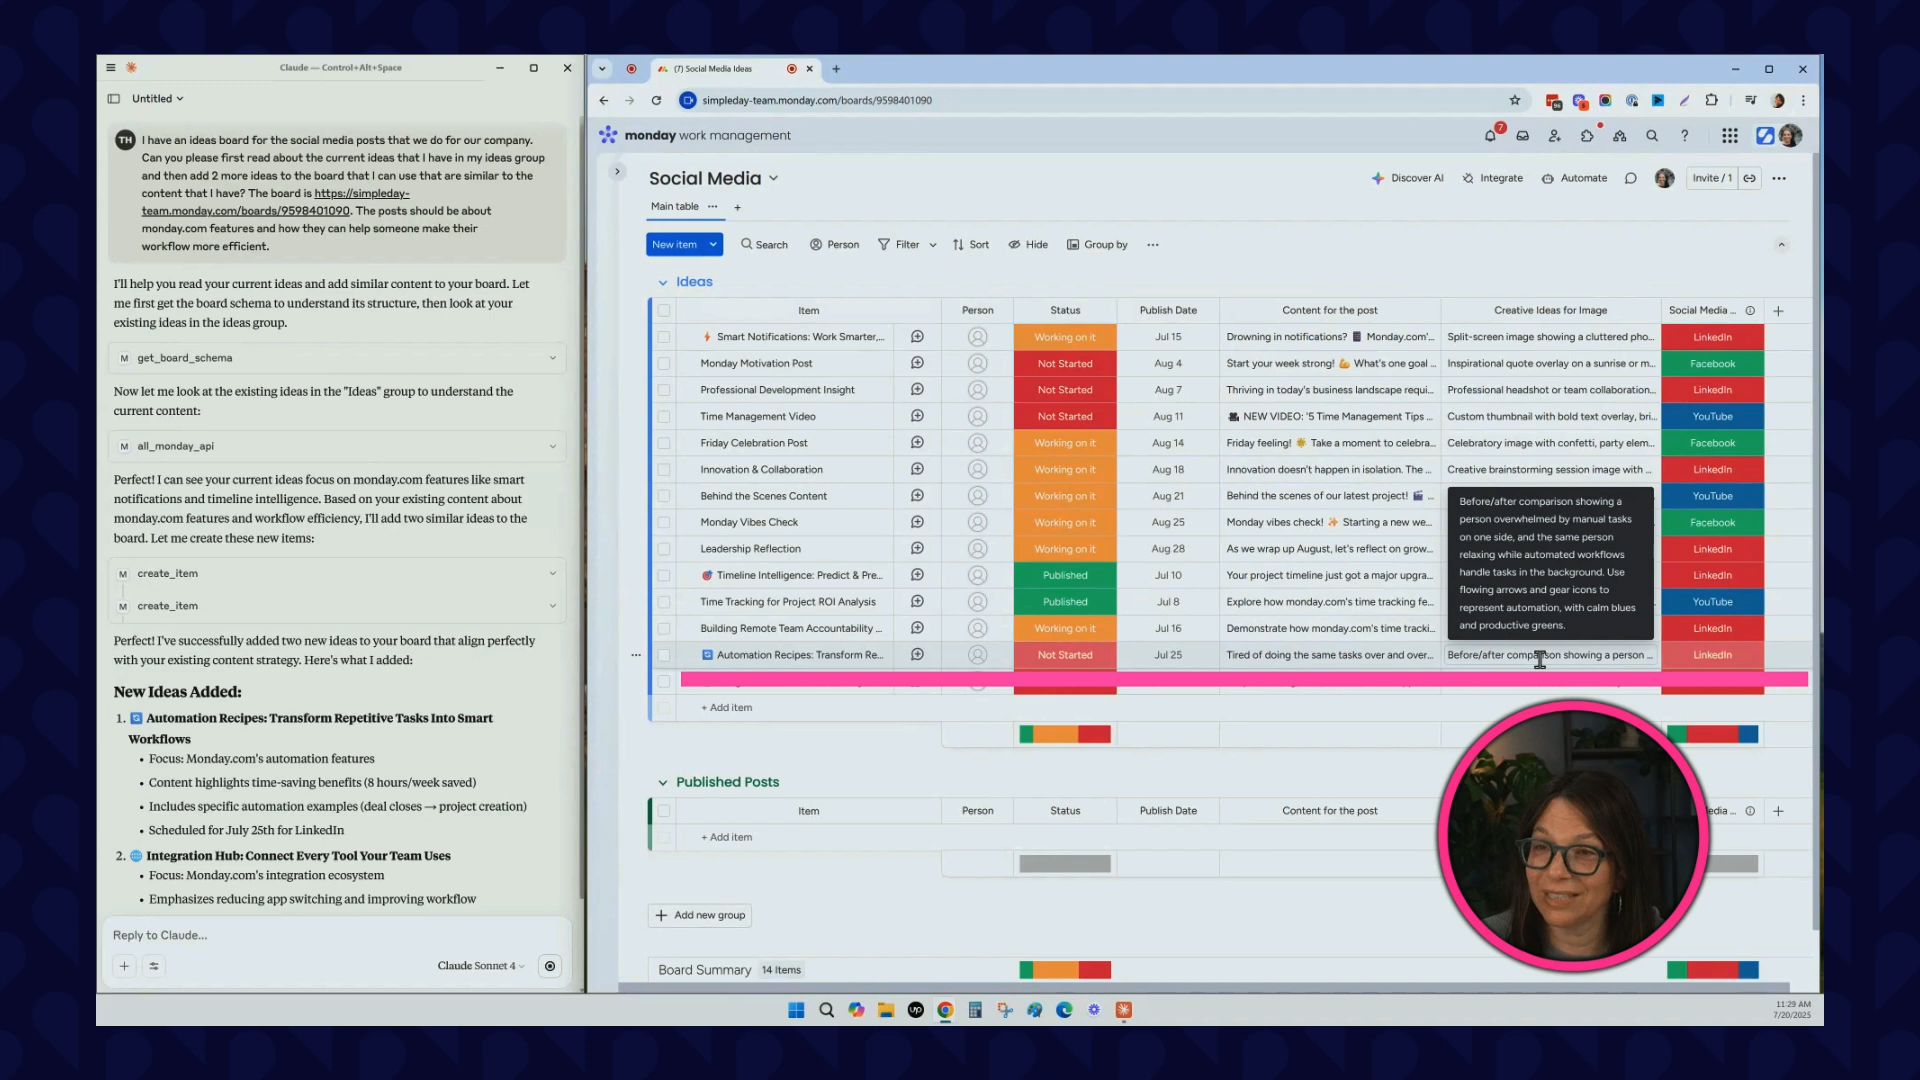 Claude — Control+Alt+Space
Untitled
TH
I have an ideas board for the social media posts that we do for our company.
Can you please first read about the current ideas that I have in my ideas group
and then add 2 more ideas to the board that I can use that are similar to the
content that I have? The board is https://simpleday-
team.monday.com/boards/9598401090. The posts should be about
monday.com features and how they can help someone make their
workflow more efficient.
I'll help you read your current ideas and add similar content to your board. Let
me first get the board schema to understand its structure, then look at your
existing ideas in the ideas group.
M get_board_schema
Now let me look at the existing ideas in the "Ideas" group to understand the
current content:
M all_monday_api
Perfect! I can see your current ideas focus on monday.com features like smart
notifications and timeline intelligence. Based on your existing content about
monday.com features and workflow efficiency, I'll add two similar ideas to the
board. Let me create these new items:
M create_item
M create_item
Perfect! I've successfully added two new ideas to your board that align perfectly
with your existing content strategy. Here's what I added:
New Ideas Added:
1. Automation Recipes: Transform Repetitive Tasks Into Smart
Workflows
• Focus: Monday.com's automation features
• Content highlights time-saving benefits (8 hours/week saved)
• Includes specific automation examples (deal closes → project creation)
• Scheduled for July 25th for LinkedIn
2. Integration Hub: Connect Every Tool Your Team Uses
• Focus: Monday.com's integration ecosystem
• Emphasizes reducing app switching and improving workflow
Reply to Claude...
Claude Sonnet 4
(7) Social Media Ideas
simpleday-team.monday.com/boards/9598401090
monday work management
7
Social Media
Discover AI Integrate Automate Invite / 1
Main table
New item Search Person Filter Sort Hide Group by
Ideas
Item Person Status Publish Date Content for the post Creative Ideas for Image Social Media ...
Smart Notifications: Work Smarter,... Working on it Jul 15 Drowning in notifications? Monday.com'... Split-screen image showing a cluttered pho... LinkedIn
Monday Motivation Post Not Started Aug 4 Start your week strong! What's one goal ... Inspirational quote overlay on a sunrise or m... Facebook
Professional Development Insight Not Started Aug 7 Thriving in today's business landscape requi... Professional headshot or team collaboration... LinkedIn
Time Management Video Not Started Aug 11 NEW VIDEO: '5 Time Management Tips ... Custom thumbnail with bold text overlay, bri... YouTube
Friday Celebration Post Working on it Aug 14 Friday feeling! Take a moment to celebra... Celebratory image with confetti, party elem... Facebook
Innovation & Collaboration Working on it Aug 18 Innovation doesn't happen in isolation. The ... Creative brainstorming session image with ... LinkedIn
Behind the Scenes Content Working on it Aug 21 Behind the scenes of our latest project! ... YouTube
Monday Vibes Check Working on it Aug 25 Monday vibes check! Starting a new we... Facebook
Leadership Reflection Working on it Aug 28 As we wrap up August, let's reflect on grow... LinkedIn
Timeline Intelligence: Predict & Pre... Published Jul 10 Your project timeline just got a major upgra... LinkedIn
Time Tracking for Project ROI Analysis Published Jul 8 Explore how monday.com's time tracking fe... YouTube
Building Remote Team Accountability ... Working on it Jul 16 Demonstrate how monday.com's time tracki... LinkedIn
Automation Recipes: Transform Re... Not Started Jul 25 Tired of doing the same tasks over and over... Before/after comparison showing a person ... LinkedIn
Before/after comparison showing a
person overwhelmed by manual tasks
on one side, and the same person
relaxing while automated workflows
handle tasks in the background. Use
flowing arrows and gear icons to
represent automation, with calm blues
and productive greens.
+ Add item
Published Posts
Item Person Status Publish Date Content for the post edia ...
+ Add item
+ Add new group
Board Summary 14 Items
11:29 AM
7/20/2025